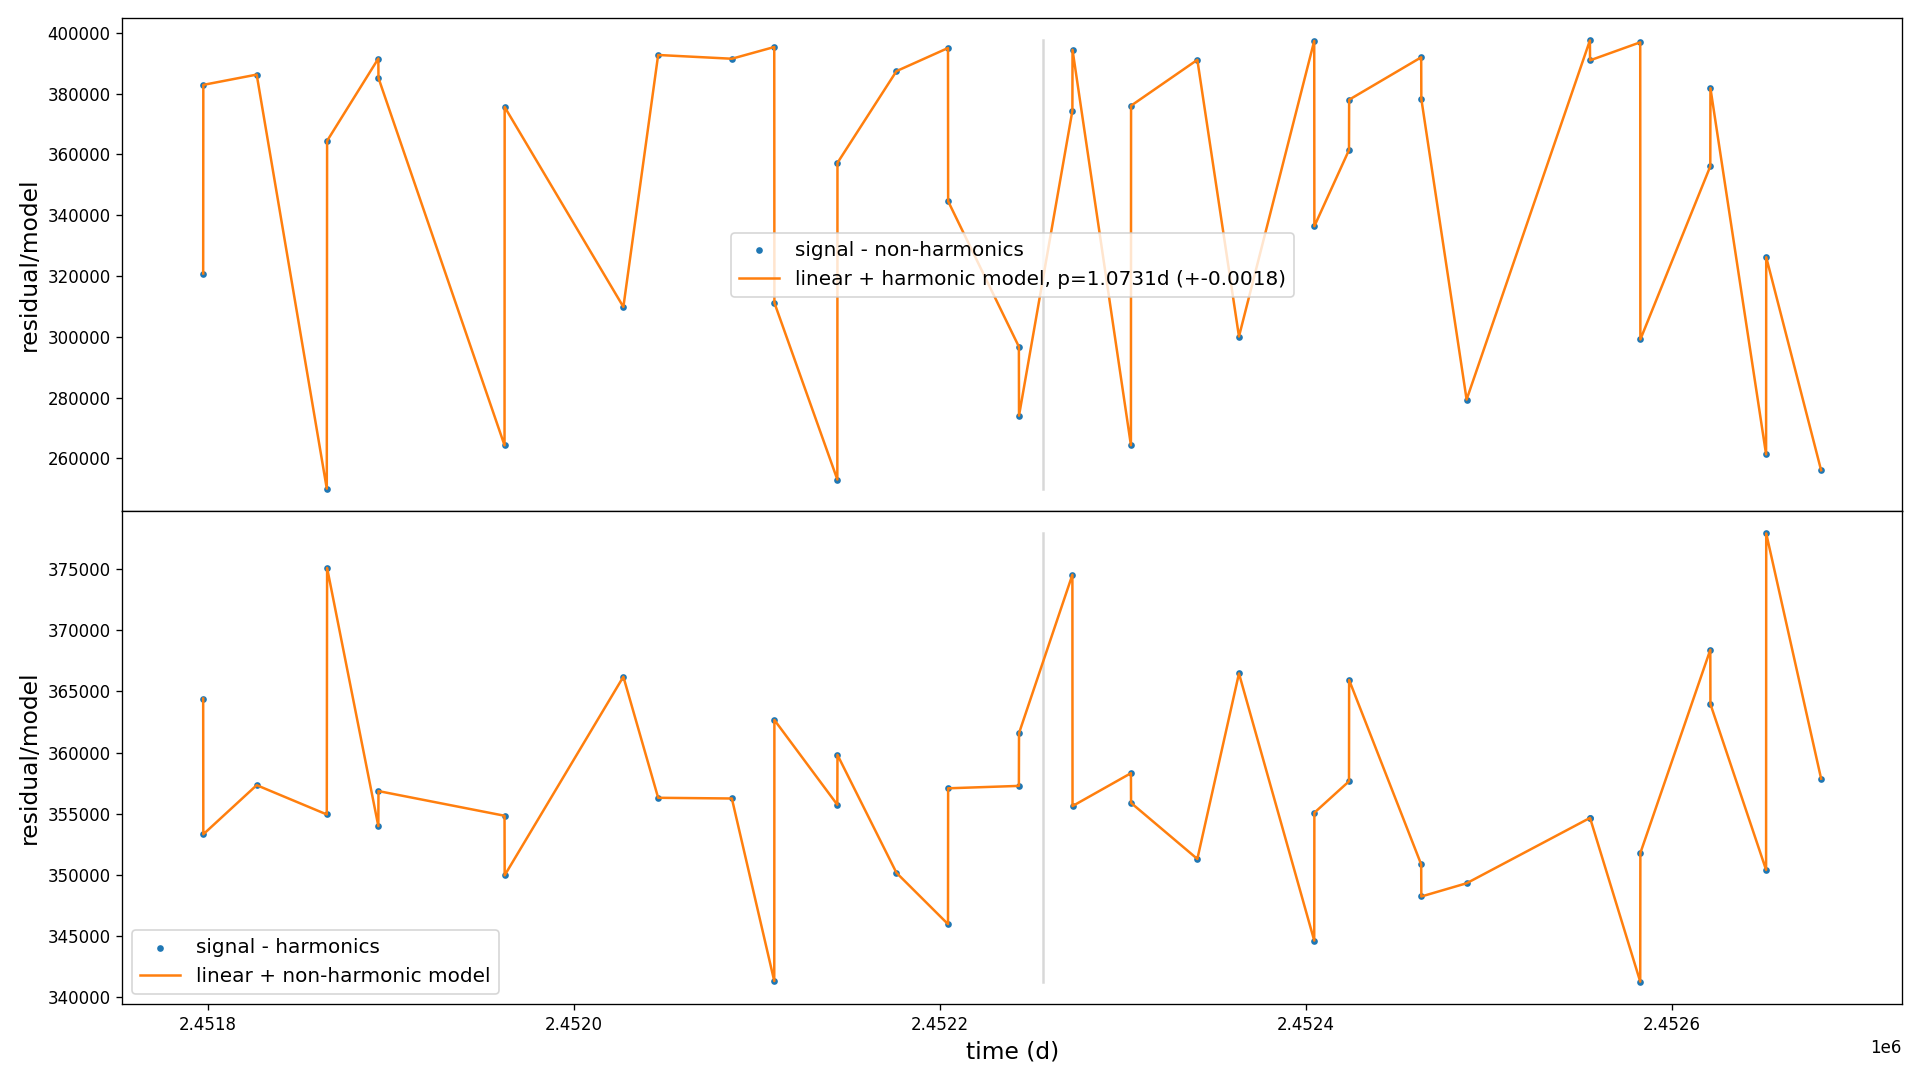 400000
380000
360000
340000
320000
300000
280000
260000
residual/model
signal - non-harmonics
linear + harmonic model, p=1.0731d (+-0.0018)
375000
370000
365000
360000
355000
350000
345000
340000
residual/model
signal - harmonics
linear + non-harmonic model
2.4518 2.4520 2.4522 2.4524 2.4526
time (d)
1e6